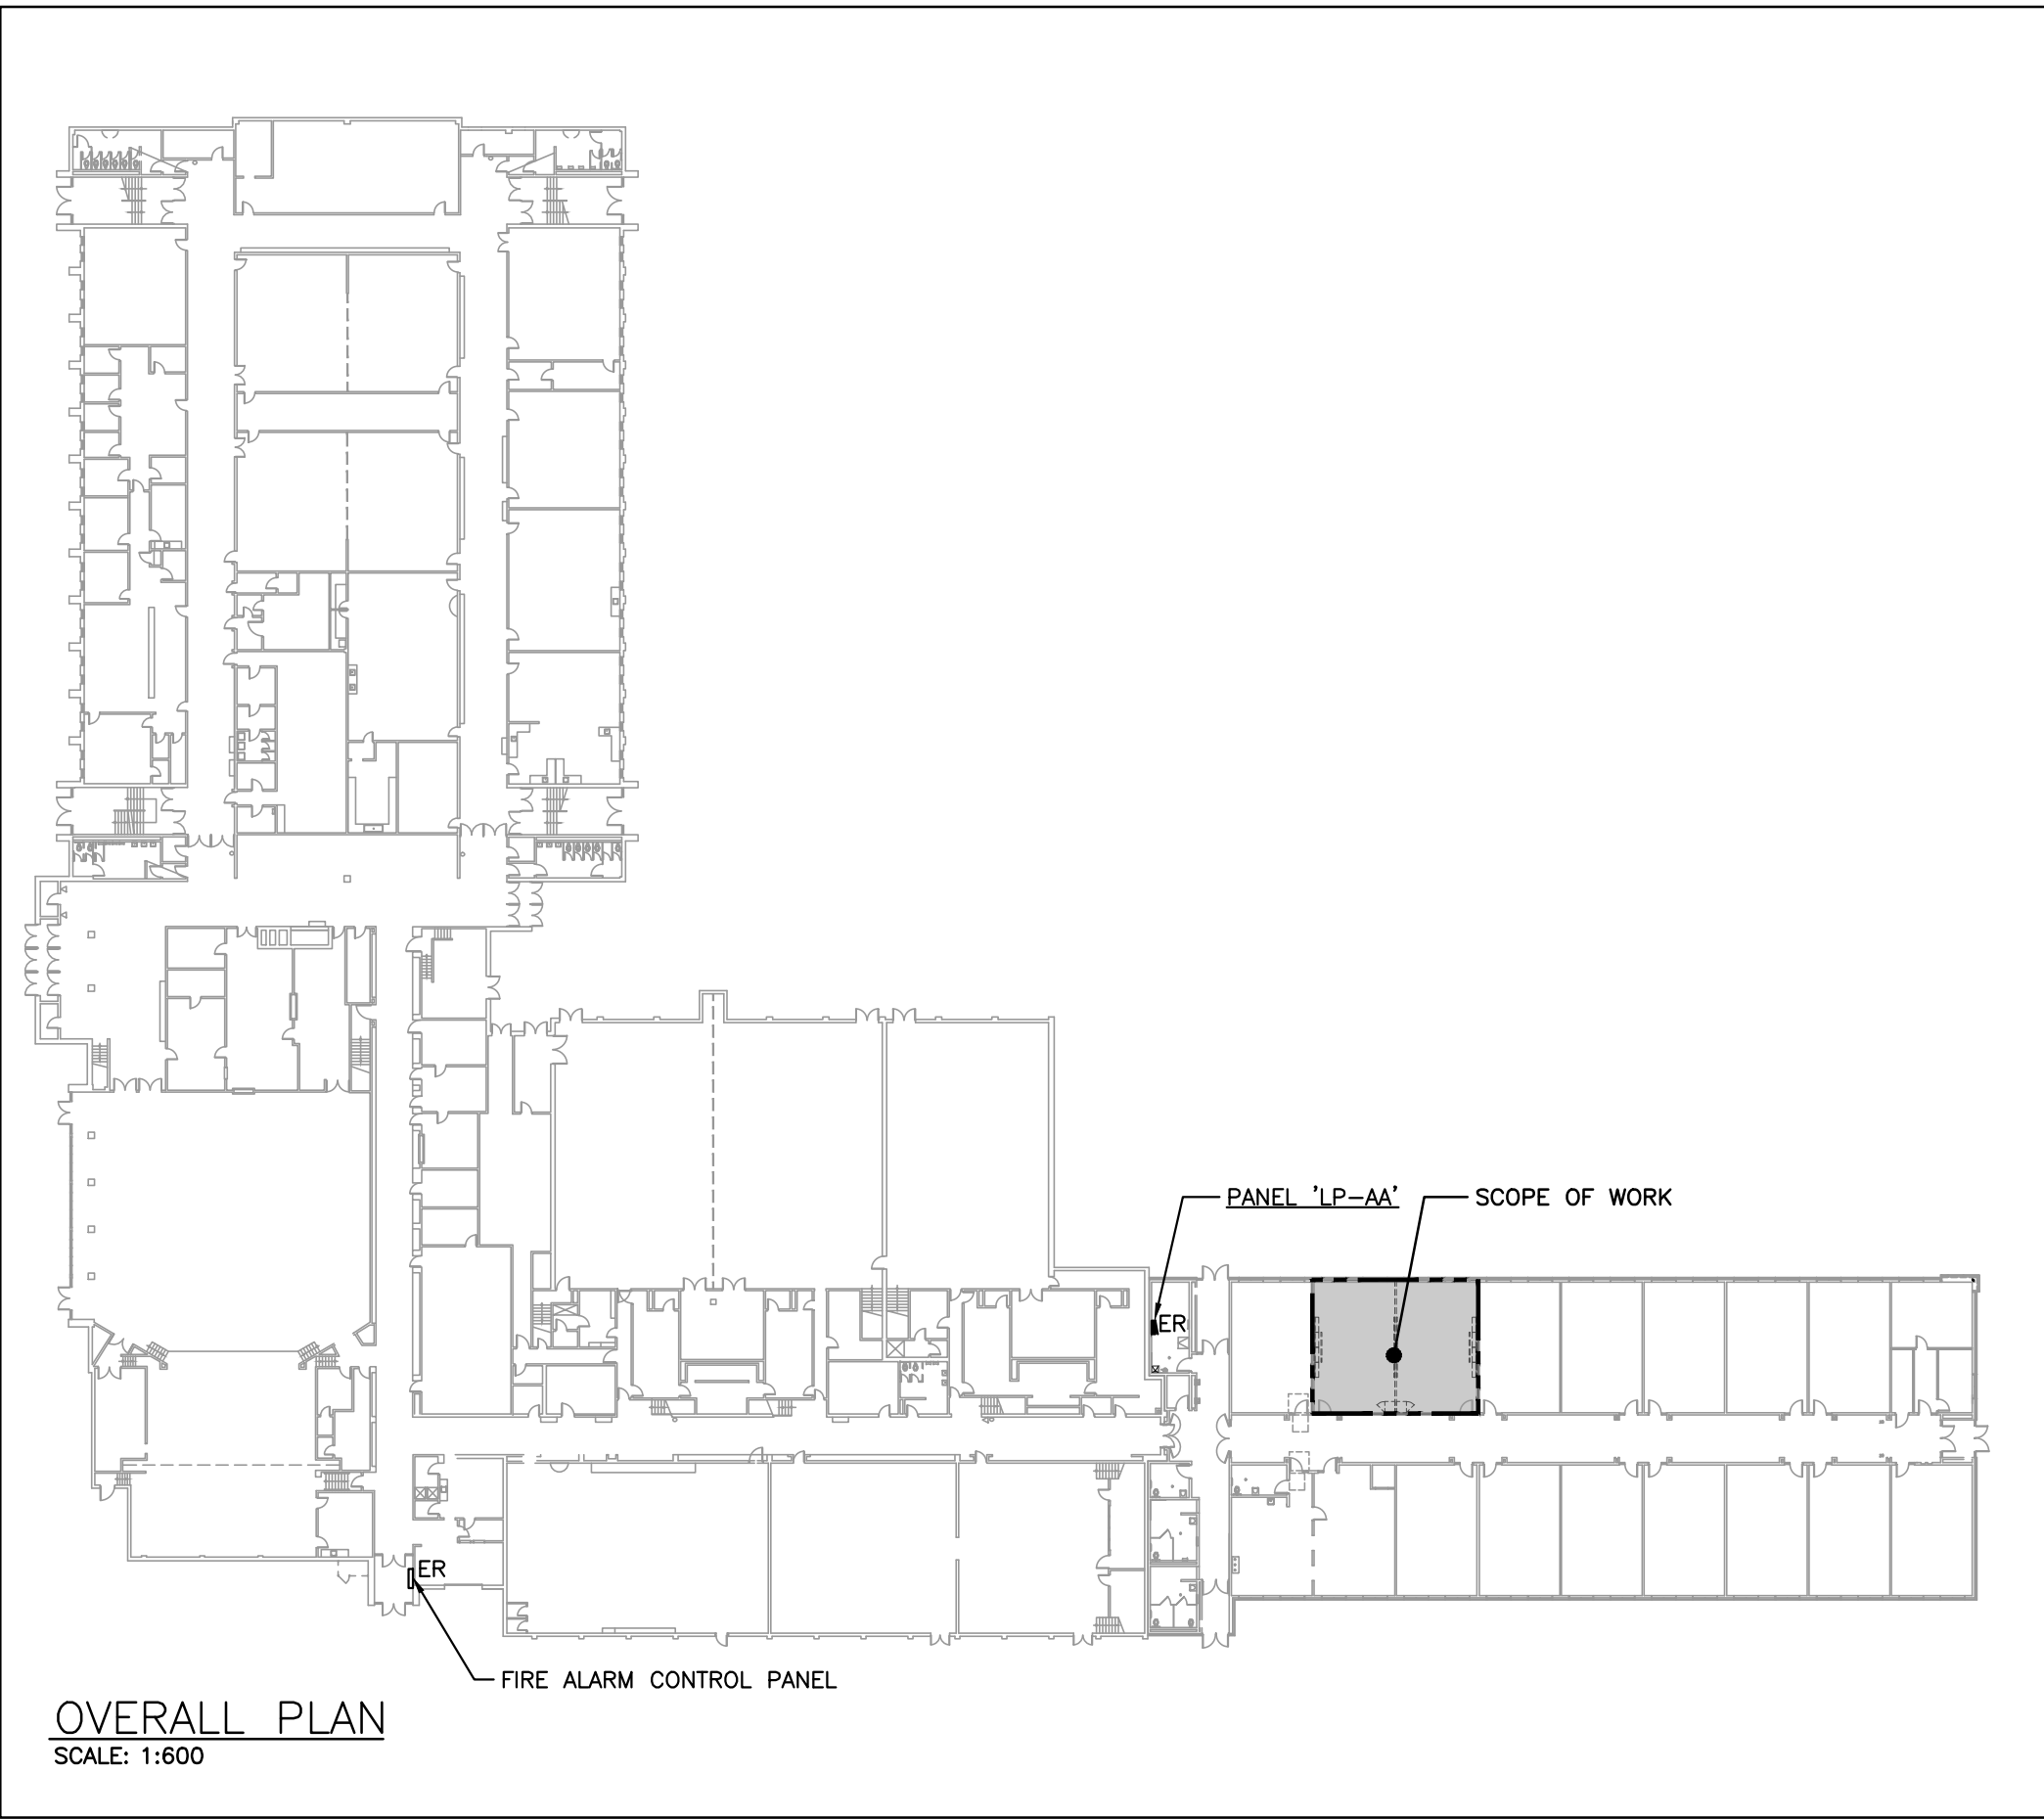 PANEL 'LP-AA'
SCOPE OF WORK
ER
ER
FIRE ALARM CONTROL PANEL
OVERALL PLAN
SCALE: 1:600